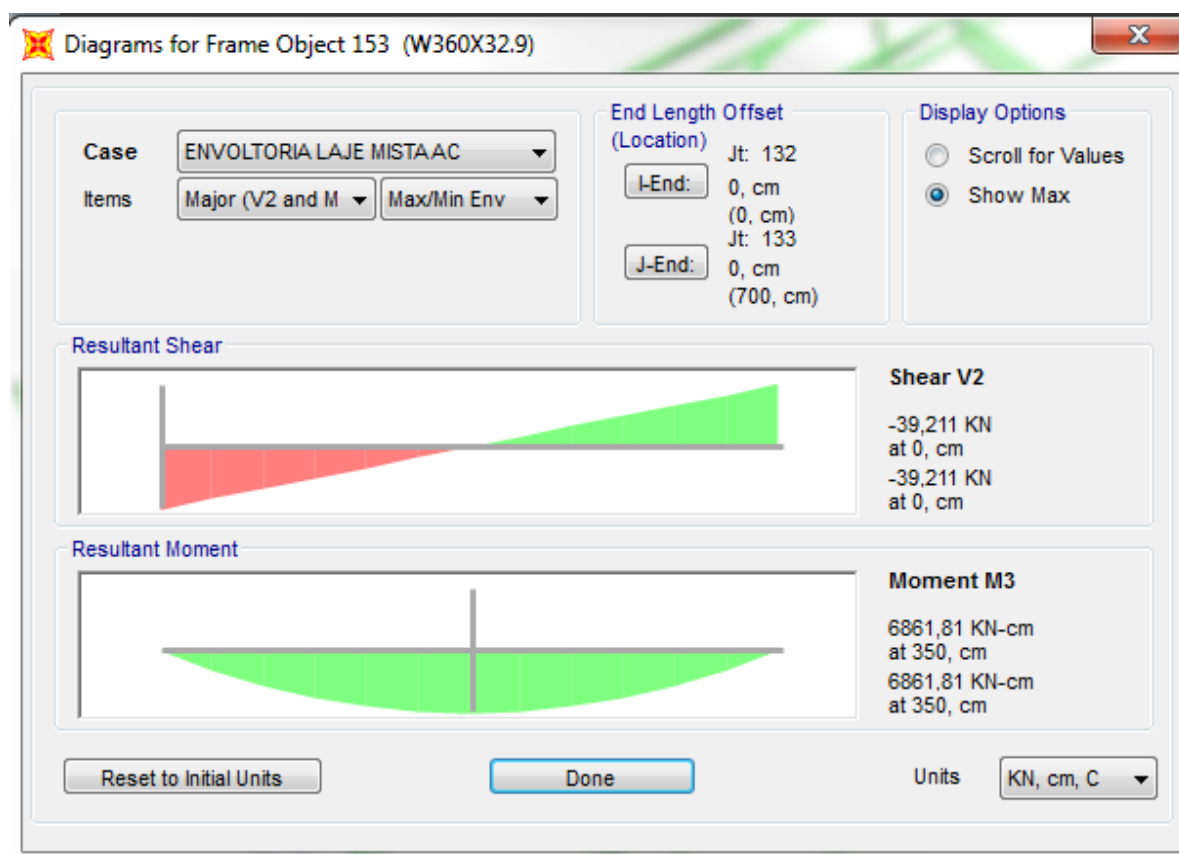 Diagrams for Frame Object 153 (W360X32.9)
Case ENVOLTORIA LAJE MISTA AC
Items Major (V2 and M Max/Min Env
End Length Offset
(Location)
I-End:
Jt: 132
0, cm
(0, cm)
J-End:
Jt: 133
0, cm
(700, cm)
Display Options
Scroll for Values
Show Max
Resultant Shear
Shear V2
-39,211 KN
at 0, cm
-39,211 KN
at 0, cm
Resultant Moment
Moment M3
6861,81 KN-cm
at 350, cm
6861,81 KN-cm
at 350, cm
Reset to Initial Units
Done
Units KN, cm, C